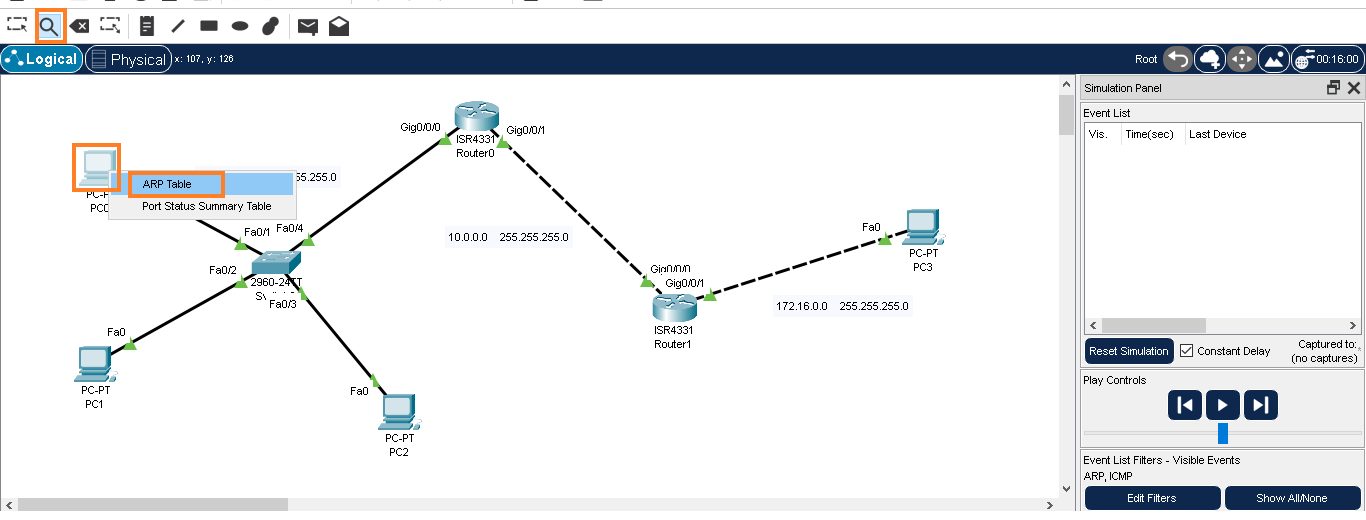 Logical
Physical
x: 107, y: 126
Root
00:16:00
Simulation Panel
Event List
Vis. Time(sec) Last Device
Gig0/0/0
Gig0/0/1
ISR4331
Router0
ARP Table
55.255.0
Port Status Summary Table
PC0
Fa0/1
Fa0/4
10.0.0.0 255.255.255.0
Fa0
PC-PT
PC3
Fa0/2
2960-24TT
Fa0/3
Gig0/0/0
Gig0/0/1
172.16.0.0 255.255.255.0
ISR4331
Router1
Fa0
PC-PT
PC1
Fa0
PC-PT
PC2
Reset Simulation
Constant Delay
Captured to:
(no captures)
Play Controls
Event List Filters - Visible Events
ARP, ICMP
Edit Filters
Show All/None